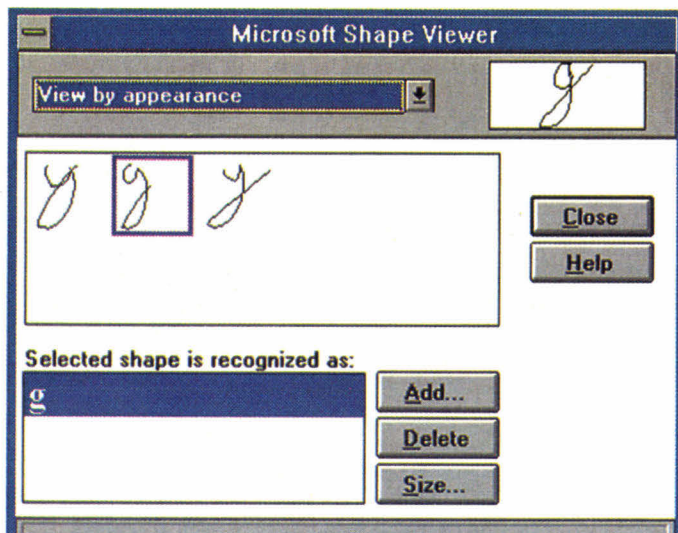 Microsoft Shape Viewer
View by appearance
g
y g y
Close
Help
Selected shape is recognized as:
g
Add...
Delete
Size...